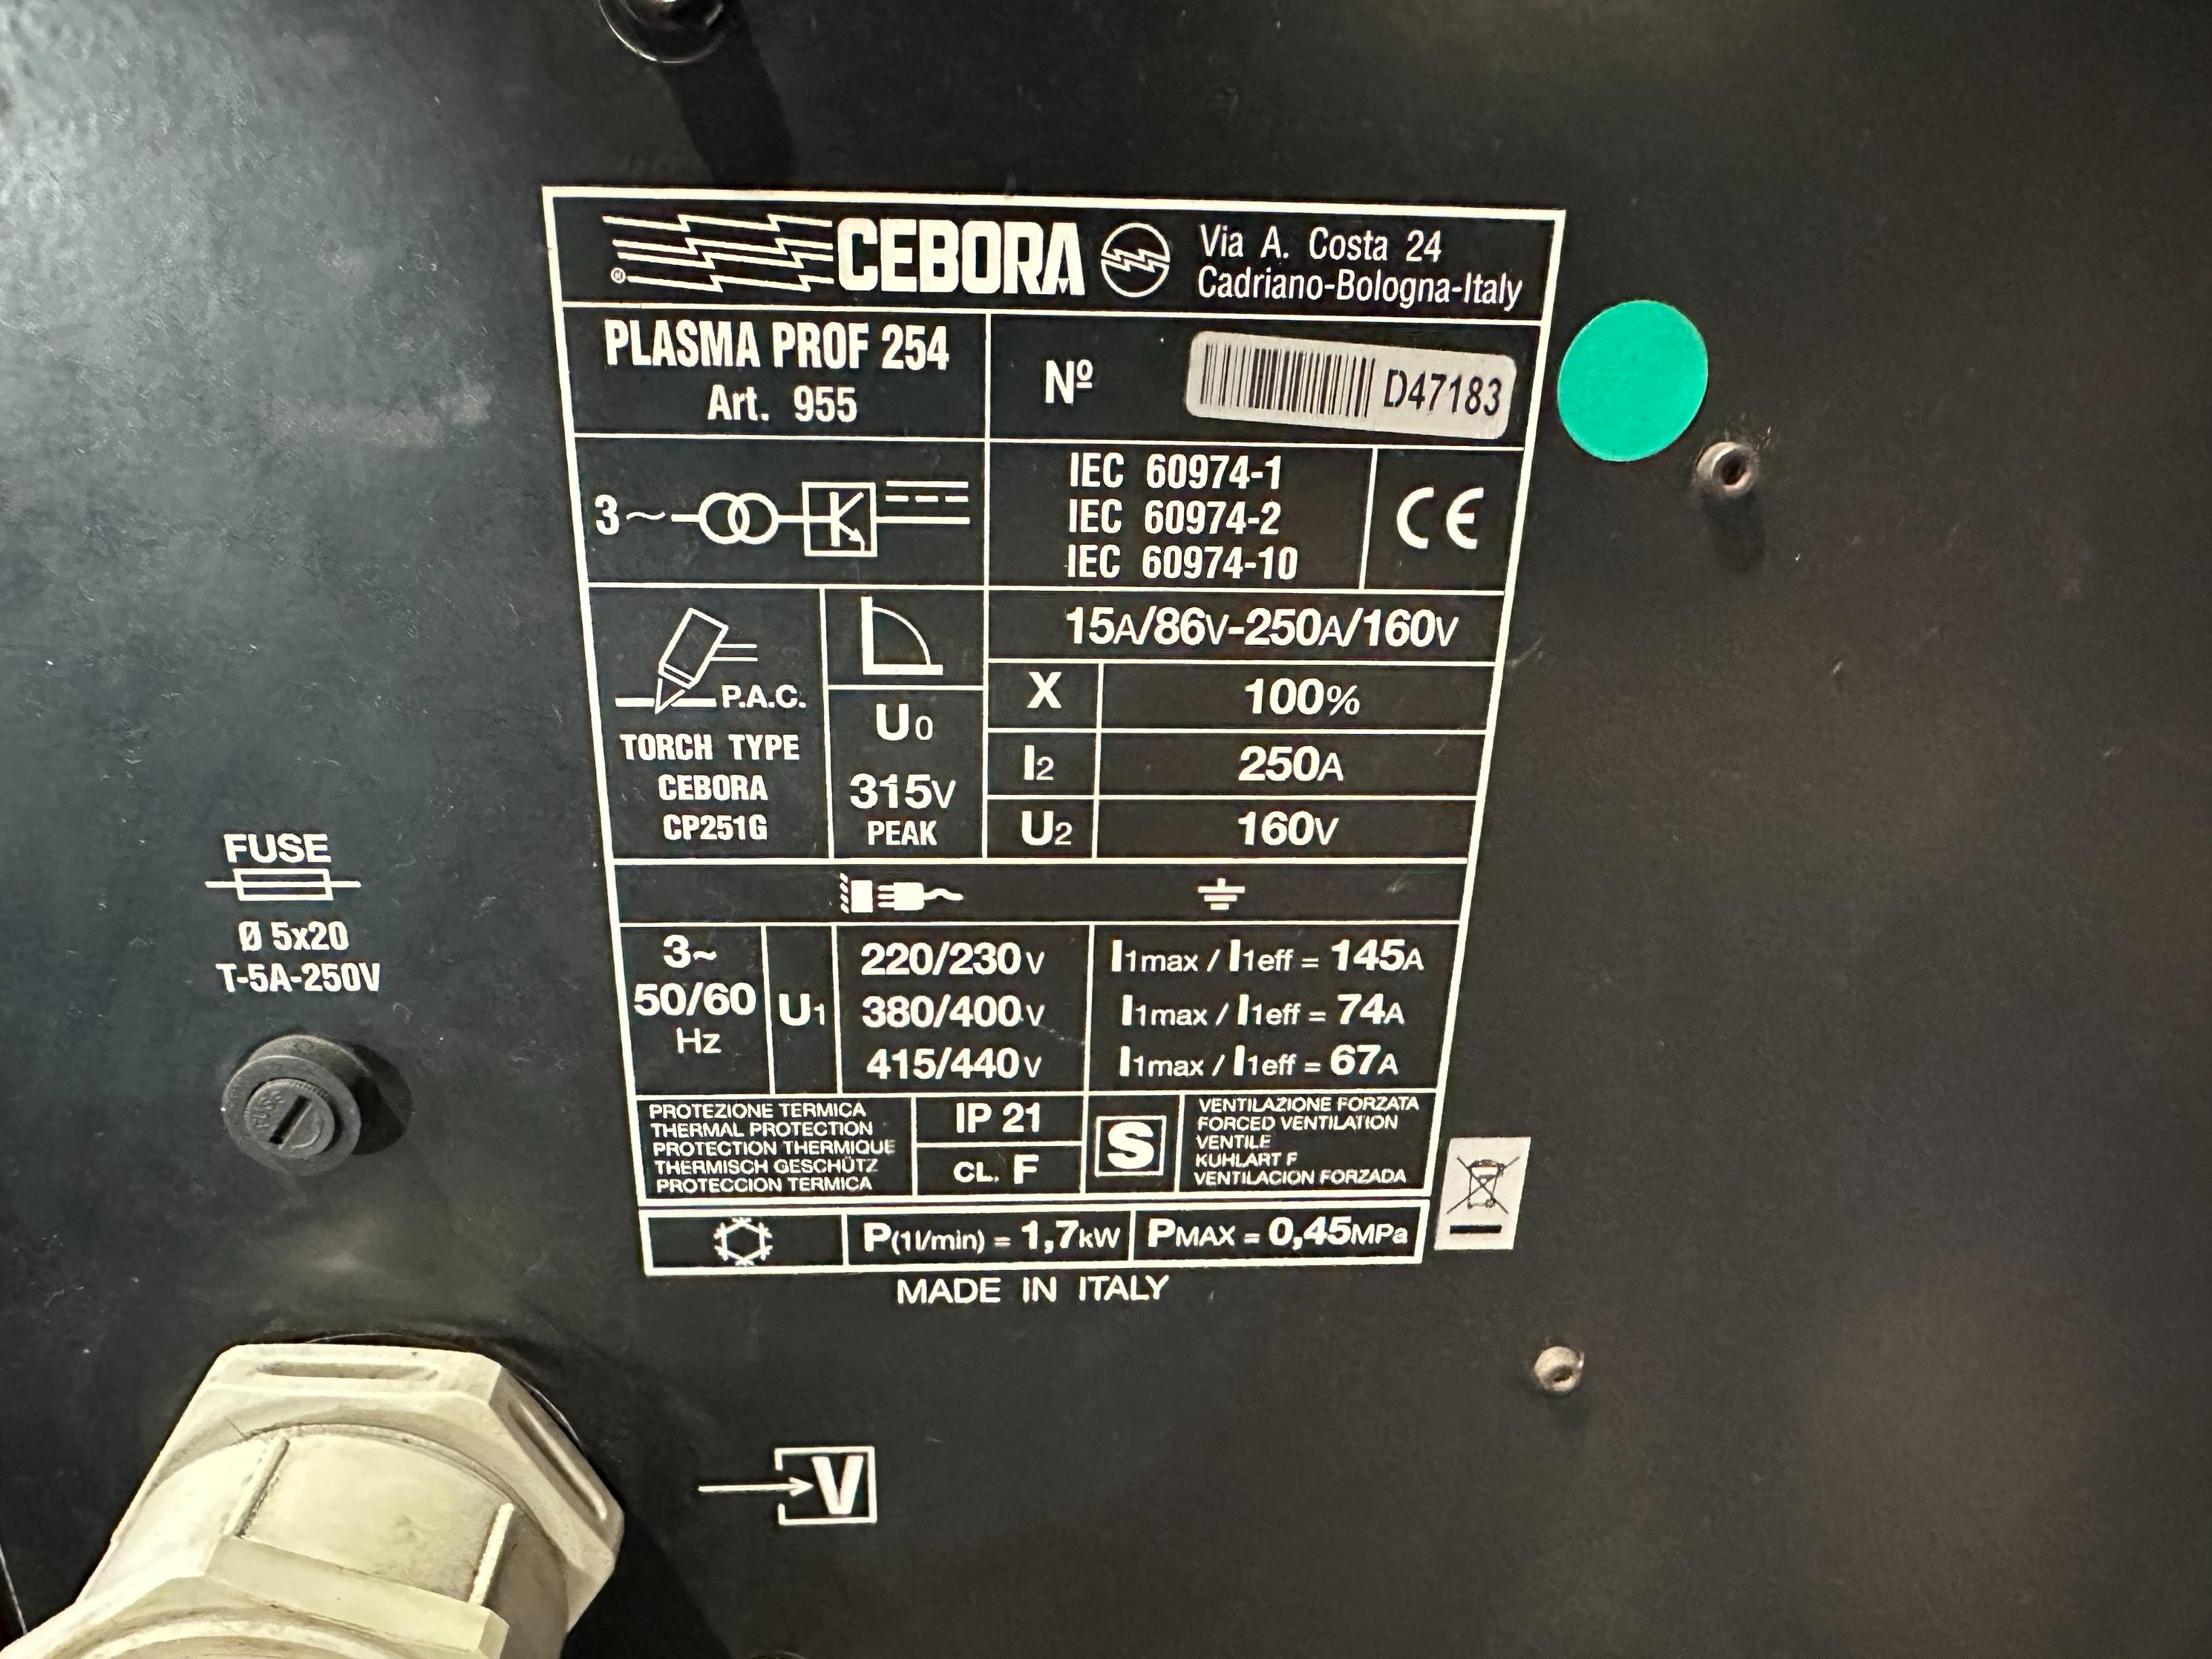 CEBORA
Via A. Costa 24
Cadriano-Bologna-Italy
PLASMA PROF 254
Art. 955
Nº
D47183
3~
IEC 60974-1
IEC 60974-2
IEC 60974-10
CE
P.A.C.
TORCH TYPE
CEBORA
CP251G
U0
315V
PEAK
15A/86V-250A/160V
X 100%
I2 250A
U2 160V
FUSE
Ø 5x20
T-5A-250V
3~
50/60
Hz
U1
220/230V I1max / I1eff = 145A
380/400V I1max / I1eff = 74A
415/440V I1max / I1eff = 67A
PROTEZIONE TERMICA
THERMAL PROTECTION
PROTECTION THERMIQUE
THERMISCH GESCHÜTZ
PROTECCION TERMICA
IP 21
CL. F
S
VENTILAZIONE FORZATA
FORCED VENTILATION
VENTILE
KUHLART F
VENTILACION FORZADA
P(1l/min) = 1,7kW
PMAX = 0,45MPa
MADE IN ITALY
V